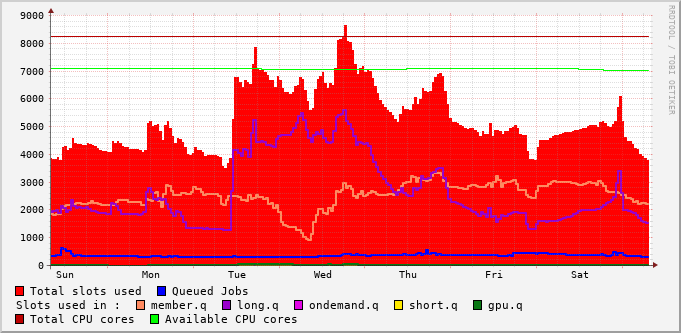 RRDTOOL / TOBI OETIKER
9000
8000
7000
6000
5000
4000
3000
2000
1000
0
Sun Mon Tue Wed Thu Fri Sat
Total slots used Queued Jobs
Slots used in : member.q long.q ondemand.q short.q gpu.q
Total CPU cores Available CPU cores